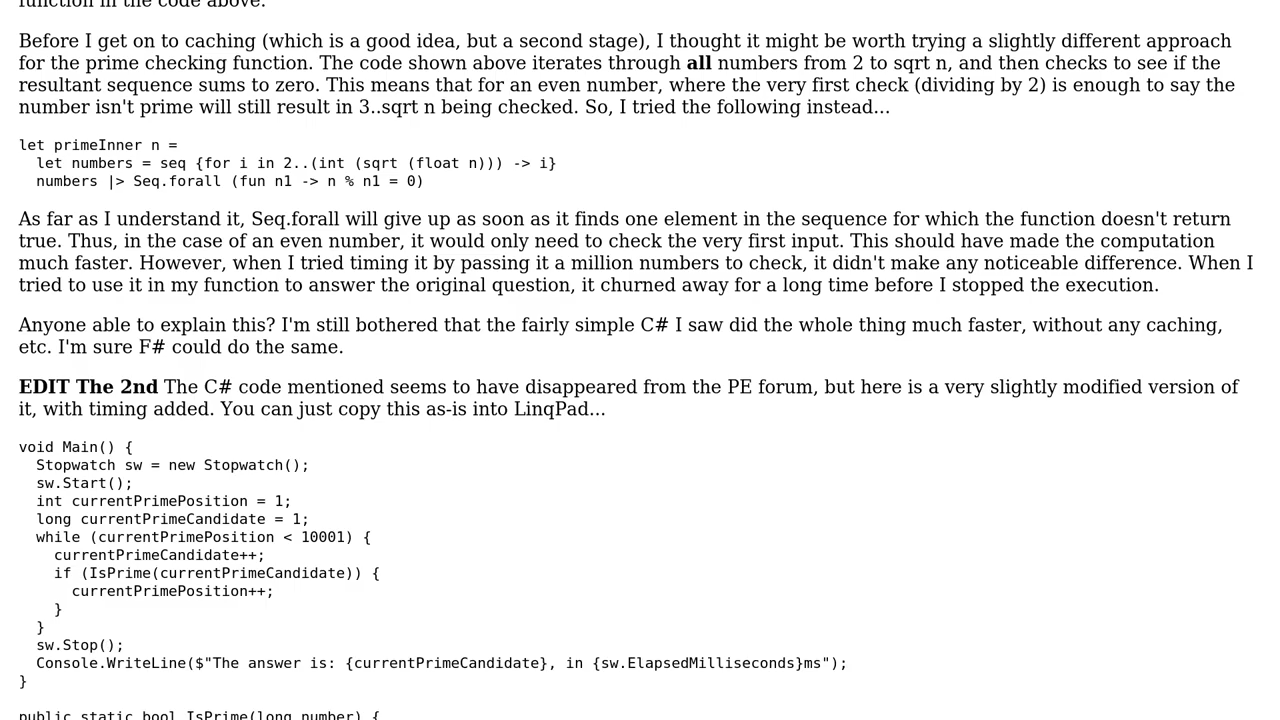 function in the code above.
Before I get on to caching (which is a good idea, but a second stage), I thought it might be worth trying a slightly different approach
for the prime checking function. The code shown above iterates through all numbers from 2 to sqrt n, and then checks to see if the
resultant sequence sums to zero. This means that for an even number, where the very first check (dividing by 2) is enough to say the
number isn't prime will still result in 3..sqrt n being checked. So, I tried the following instead...
let primeInner n =
  let numbers = seq {for i in 2..(int (sqrt (float n))) -> i}
  numbers |> Seq.forall (fun n1 -> n % n1 = 0)
As far as I understand it, Seq.forall will give up as soon as it finds one element in the sequence for which the function doesn't return
true. Thus, in the case of an even number, it would only need to check the very first input. This should have made the computation
much faster. However, when I tried timing it by passing it a million numbers to check, it didn't make any noticeable difference. When I
tried to use it in my function to answer the original question, it churned away for a long time before I stopped the execution.
Anyone able to explain this? I'm still bothered that the fairly simple C# I saw did the whole thing much faster, without any caching,
etc. I'm sure F# could do the same.
EDIT The 2nd The C# code mentioned seems to have disappeared from the PE forum, but here is a very slightly modified version of
it, with timing added. You can just copy this as-is into LinqPad...
void Main() {
  Stopwatch sw = new Stopwatch();
  sw.Start();
  int currentPrimePosition = 1;
  long currentPrimeCandidate = 1;
  while (currentPrimePosition < 10001) {
    currentPrimeCandidate++;
    if (IsPrime(currentPrimeCandidate)) {
      currentPrimePosition++;
    }
  }
  sw.Stop();
  Console.WriteLine($"The answer is: {currentPrimeCandidate}, in {sw.ElapsedMilliseconds}ms");
}
public static bool IsPrime(long number) {